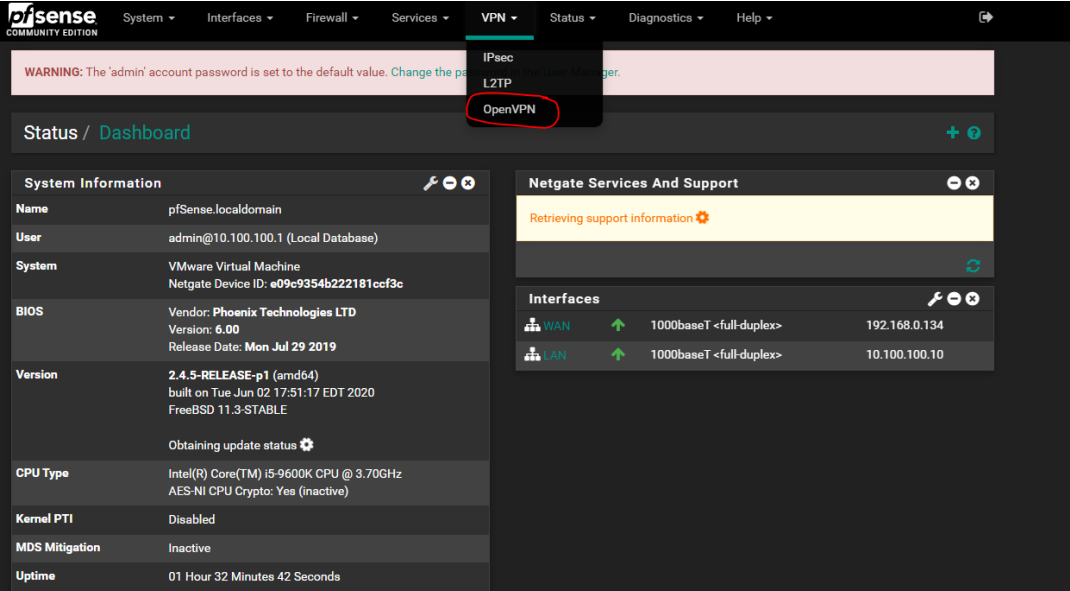 pfsense
COMMUNITY EDITION
System Interfaces Firewall Services VPN Status Diagnostics Help
IPsec
L2TP
OpenVPN
WARNING: The 'admin' account password is set to the default value. Change the pa in the User Manager.
Status / Dashboard
System Information
Name pfSense.localdomain
User admin@10.100.100.1 (Local Database)
System VMware Virtual Machine
Netgate Device ID: e09c9354b222181ccf3c
BIOS Vendor: Phoenix Technologies LTD
Version: 6.00
Release Date: Mon Jul 29 2019
Version 2.4.5-RELEASE-p1 (amd64)
built on Tue Jun 02 17:51:17 EDT 2020
FreeBSD 11.3-STABLE
Obtaining update status
CPU Type Intel(R) Core(TM) i5-9600K CPU @ 3.70GHz
AES-NI CPU Crypto: Yes (inactive)
Kernel PTI Disabled
MDS Mitigation Inactive
Uptime 01 Hour 32 Minutes 42 Seconds
Netgate Services And Support
Retrieving support information
Interfaces
WAN 1000baseT <full-duplex> 192.168.0.134
LAN 1000baseT <full-duplex> 10.100.100.10